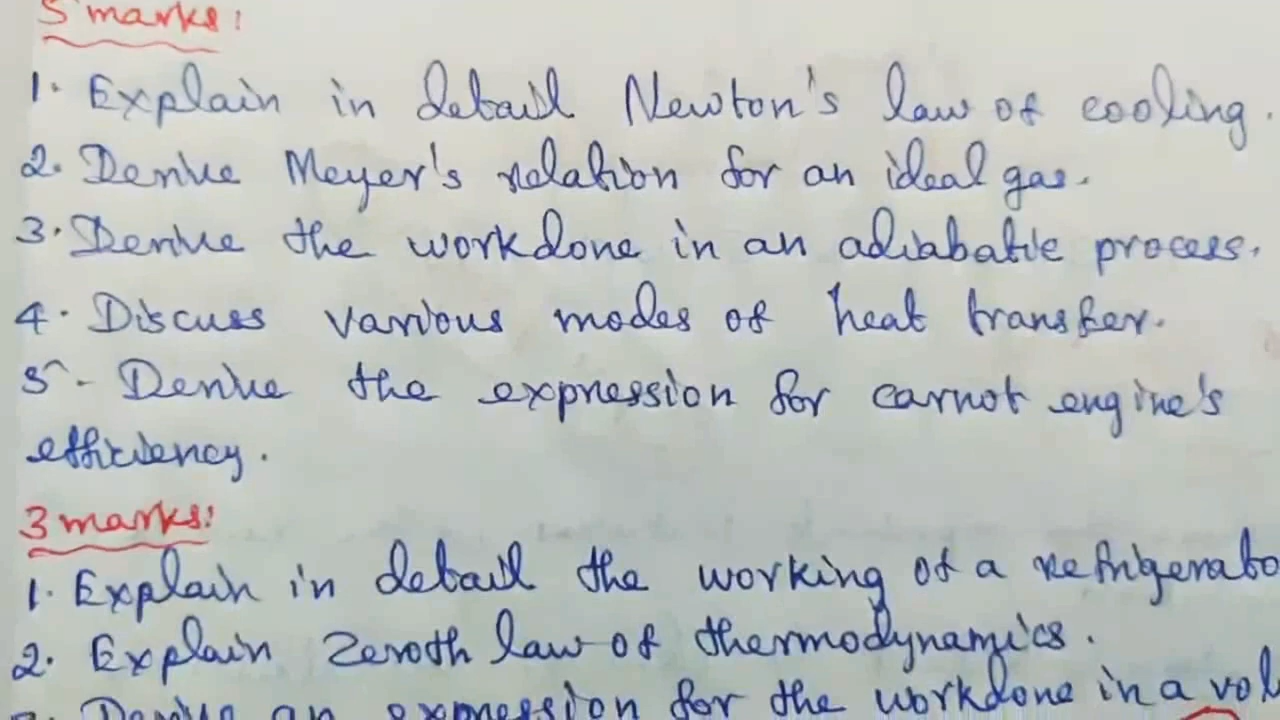 5 marks:
1. Explain in detail Newton's law of cooling.
2. Derive Meyer's relation for an ideal gas.
3. Derive the workdone in an adiabatic process.
4. Discuss various modes of heat transfer.
5. Derive the expression for carnot engine's
efficiency.
3 marks:
1. Explain in detail the working of a refrigerato
2. Explain Zeroth law of thermodynamics.
Derive an expression for the workdone in a vol